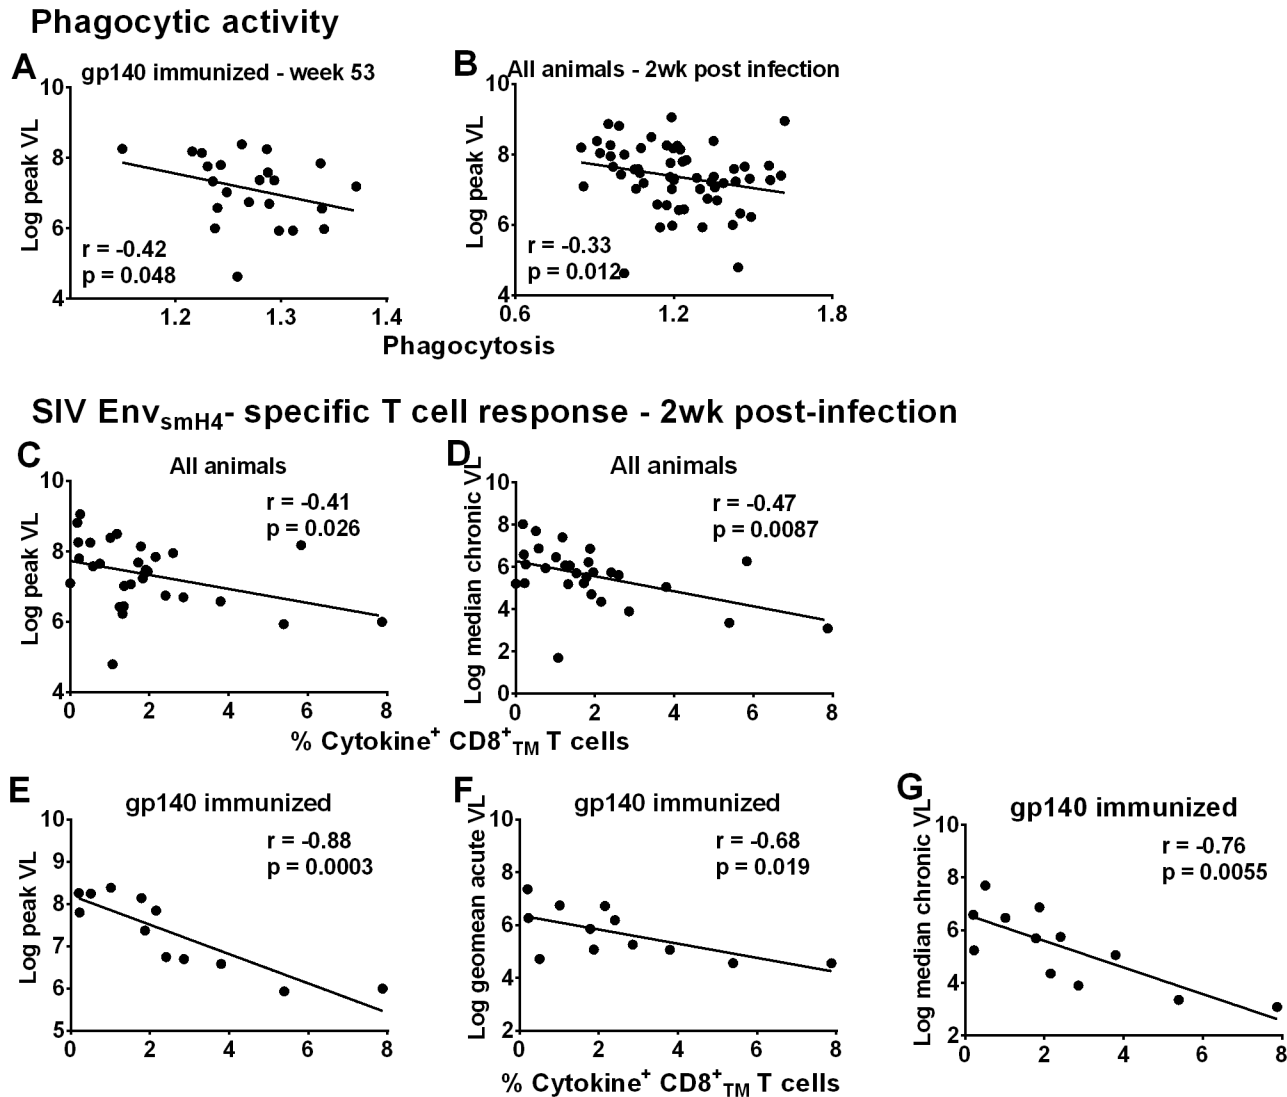 Phagocytic activity
A
gp140 immunized - week 53
Log peak VL
10
8
6
4
1.2 1.3 1.4
r = -0.42
p = 0.048
B
All animals - 2wk post infection
Log peak VL
10
8
6
4
0.6 1.2 1.8
r = -0.33
p = 0.012
Phagocytosis
SIV EnvsmH4- specific T cell response - 2wk post-infection
C
All animals
Log peak VL
10
8
6
4
0 2 4 6 8
r = -0.41
p = 0.026
D
All animals
Log median chronic VL
10
8
6
4
2
0
0 2 4 6 8
r = -0.47
p = 0.0087
% Cytokine+ CD8+TM T cells
E
gp140 immunized
Log peak VL
10
9
8
7
6
5
0 2 4 6 8
r = -0.88
p = 0.0003
F
gp140 immunized
Log geomean acute VL
10
8
6
4
2
0 2 4 6 8
r = -0.68
p = 0.019
G
gp140 immunized
Log median chronic VL
10
8
6
4
2
0 2 4 6 8
r = -0.76
p = 0.0055
% Cytokine+ CD8+TM T cells